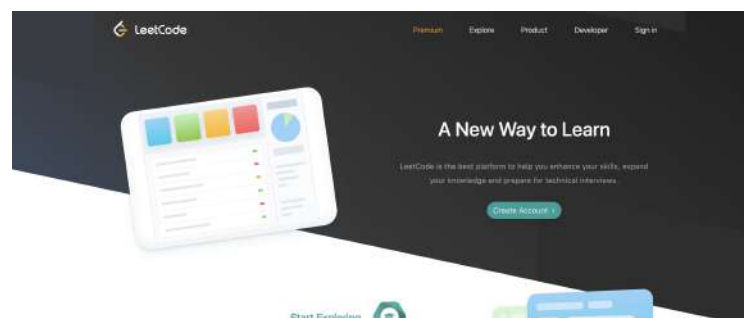 LeetCode
Premium Explore Product Developer Sign in
A New Way to Learn
LeetCode is the best platform to help you enhance your skills, expand
your knowledge and prepare for technical interviews.
Create Account >
Start Exploring